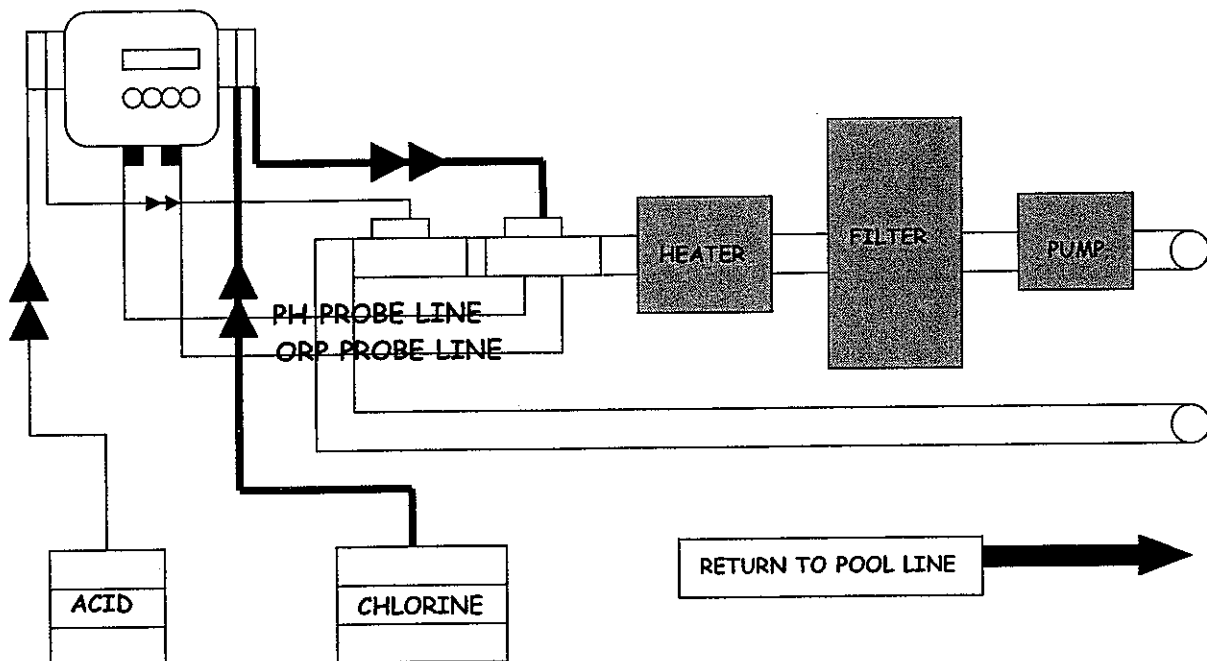 HEATER
FILTER
PUMP
PH PROBE LINE
ORP PROBE LINE
RETURN TO POOL LINE
ACID
CHLORINE